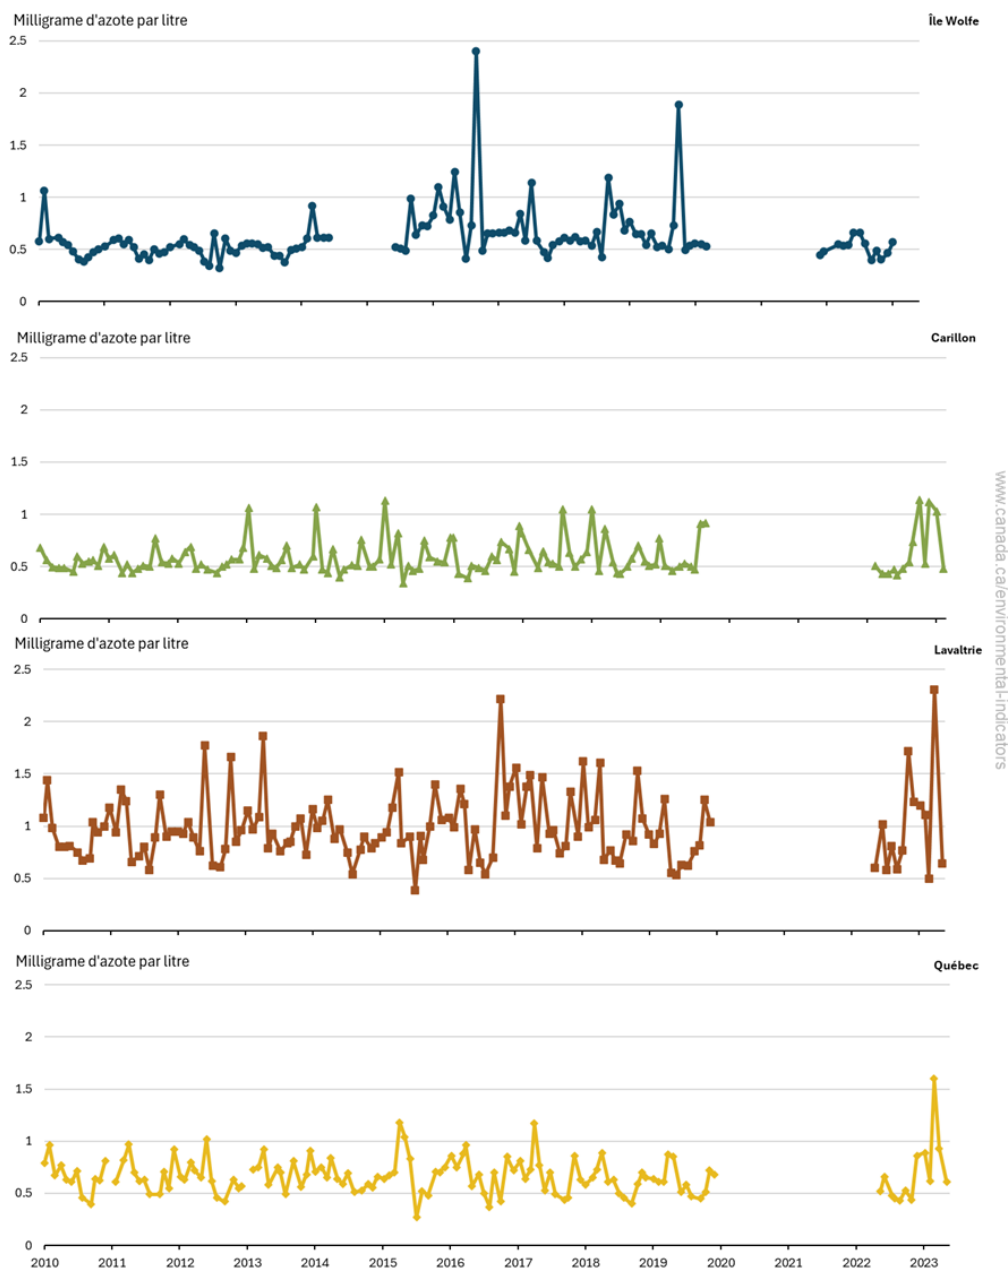 Milligrame d'azote par litre
Île Wolfe
2.5
2
1.5
1
0.5
0
Milligrame d'azote par litre
Carillon
2.5
2
1.5
1
0.5
0
Milligrame d'azote par litre
Lavaltrie
2.5
2
1.5
1
0.5
0
Milligrame d'azote par litre
Québec
2.5
2
1.5
1
0.5
0
2010 2011 2012 2013 2014 2015 2016 2017 2018 2019 2020 2021 2022 2023
www.canada.ca/environmental-indicators